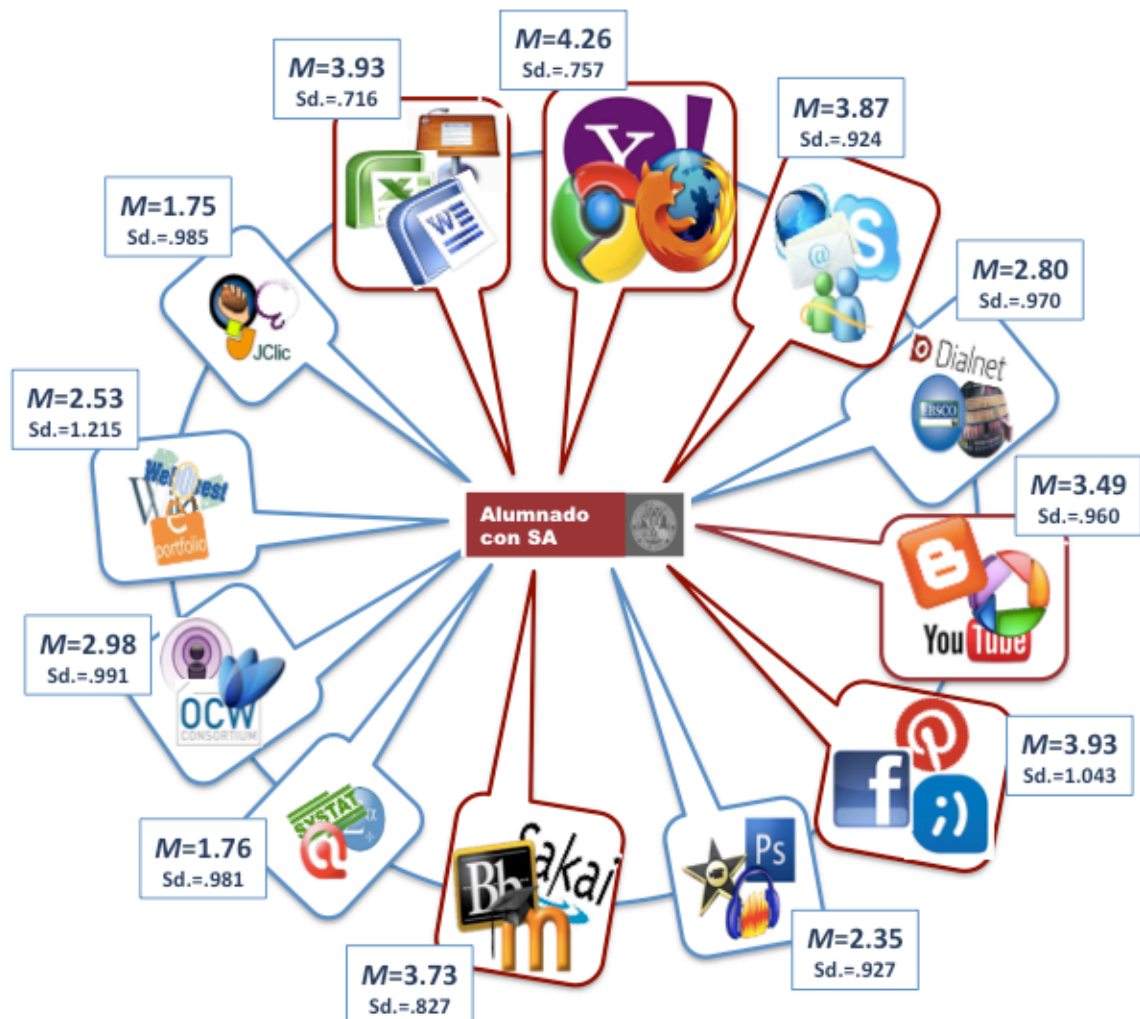 M=4.26
Sd.=.757
M=3.93
Sd.=.716
M=3.87
Sd.=.924
M=1.75
Sd.=.985
JClic
M=2.80
Sd.=.970
Dialnet
EBSCO
M=2.53
Sd.=1.215
WebQuest
W
e
portfolio
Alumnado
con SA
M=3.49
Sd.=.960
You Tube
M=2.98
Sd.=.991
OCW
CONSORTIUM
M=3.93
Sd.=1.043
f
;)
M=1.76
Sd.=.981
SYSTAT
α
Ps
Sakai
Bb
m
M=2.35
Sd.=.927
M=3.73
Sd.=.827
Y!
X
W
S
@